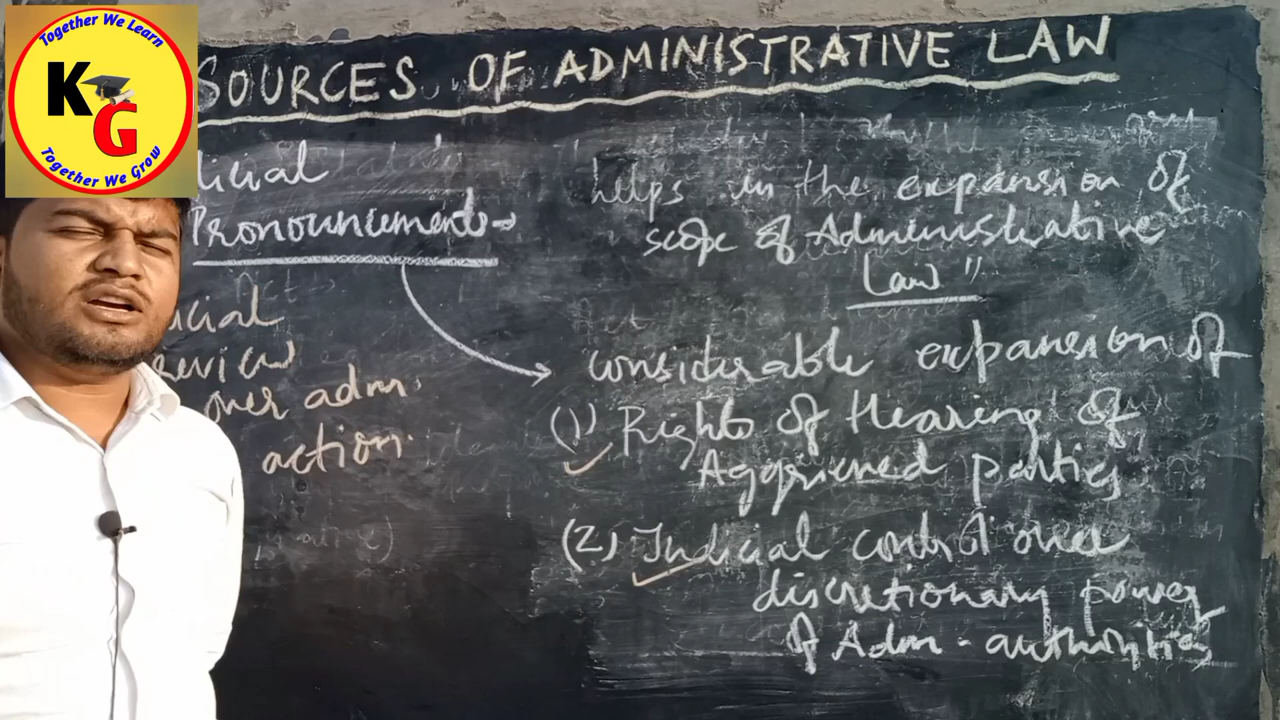 Together We Learn
KG
Together We Grow
SOURCES OF ADMINISTRATIVE LAW
licial
Pronouncements→
icial
review
over adm.
action.
helps in the expansion of
scope of Administrative
Law"
considerable expansion of
(1) Rights of Hearing of
Aggrieved parties
(2) Judicial control over
discretionary power
of Adm - authorities